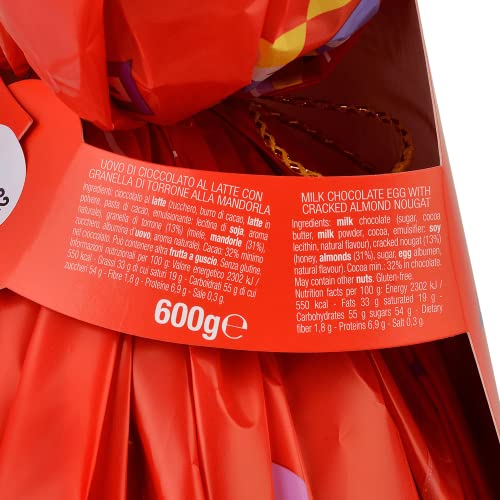 UOVO DI CIOCCOLATO AL LATTE CON
GRANELLA DI TORRONE ALLA MANDORLA
Ingredienti: cioccolato al latte (zucchero, burro di cacao, latte in
polvere, pasta di cacao, emulsionante: lecitina di soja, aroma
naturale), granella di torrone (13%) (miele, mandorle (31%),
zucchero, albumina d'uovo, aroma naturale). Cacao: 32% minimo
nel cioccolato. Può contenere altra frutta a guscio. Senza glutine.
Informazioni nutrizionali per 100 g: Valore energetico 2302 kJ /
550 kcal - Grassi 33 g di cui saturi 19 g - Carboidrati 55 g di cui
zuccheri 54 g - Fibre 1,8 g - Proteine 6,9 g - Sale 0,3 g.
MILK CHOCOLATE EGG WITH
CRACKED ALMOND NOUGAT
Ingredients: milk chocolate (sugar, cocoa
butter, milk powder, cocoa, emulsifier: soy
lecithin, natural flavour), cracked nougat (13%)
(honey, almonds (31%), sugar, egg albumen,
natural flavour). Cocoa min.: 32% in chocolate.
May contain other nuts. Gluten-free.
Nutrition facts per 100 g: Energy 2302 kJ /
550 kcal - Fats 33 g saturated 19 g -
Carbohydrates 55 g sugars 54 g - Dietary
fiber 1,8 g - Proteins 6,9 g - Salt 0,3 g.
600g℮